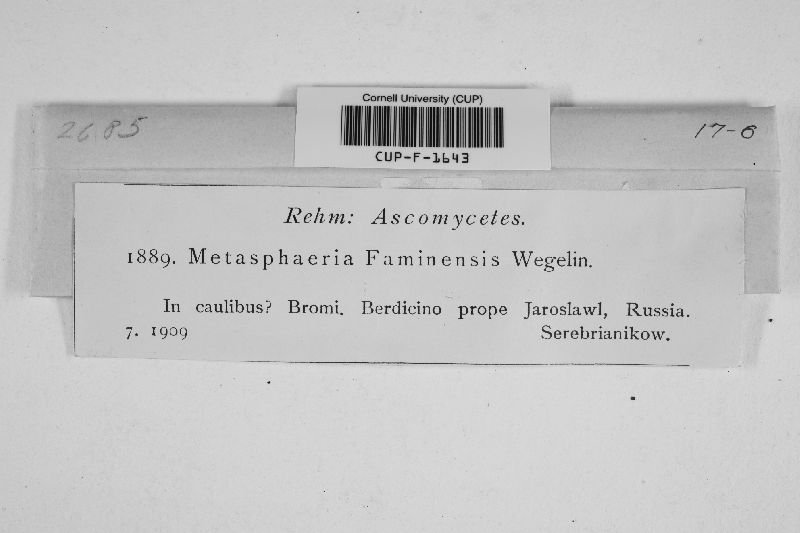 Cornell University (CUP)
CUP-F-1643
2685
17-8
Rehm: Ascomycetes.
1889. Metasphaeria Faminensis Wegelin.
In caulibus? Bromi. Berdicino prope Jaroslawl, Russia.
7. 1909 Serebrianikow.